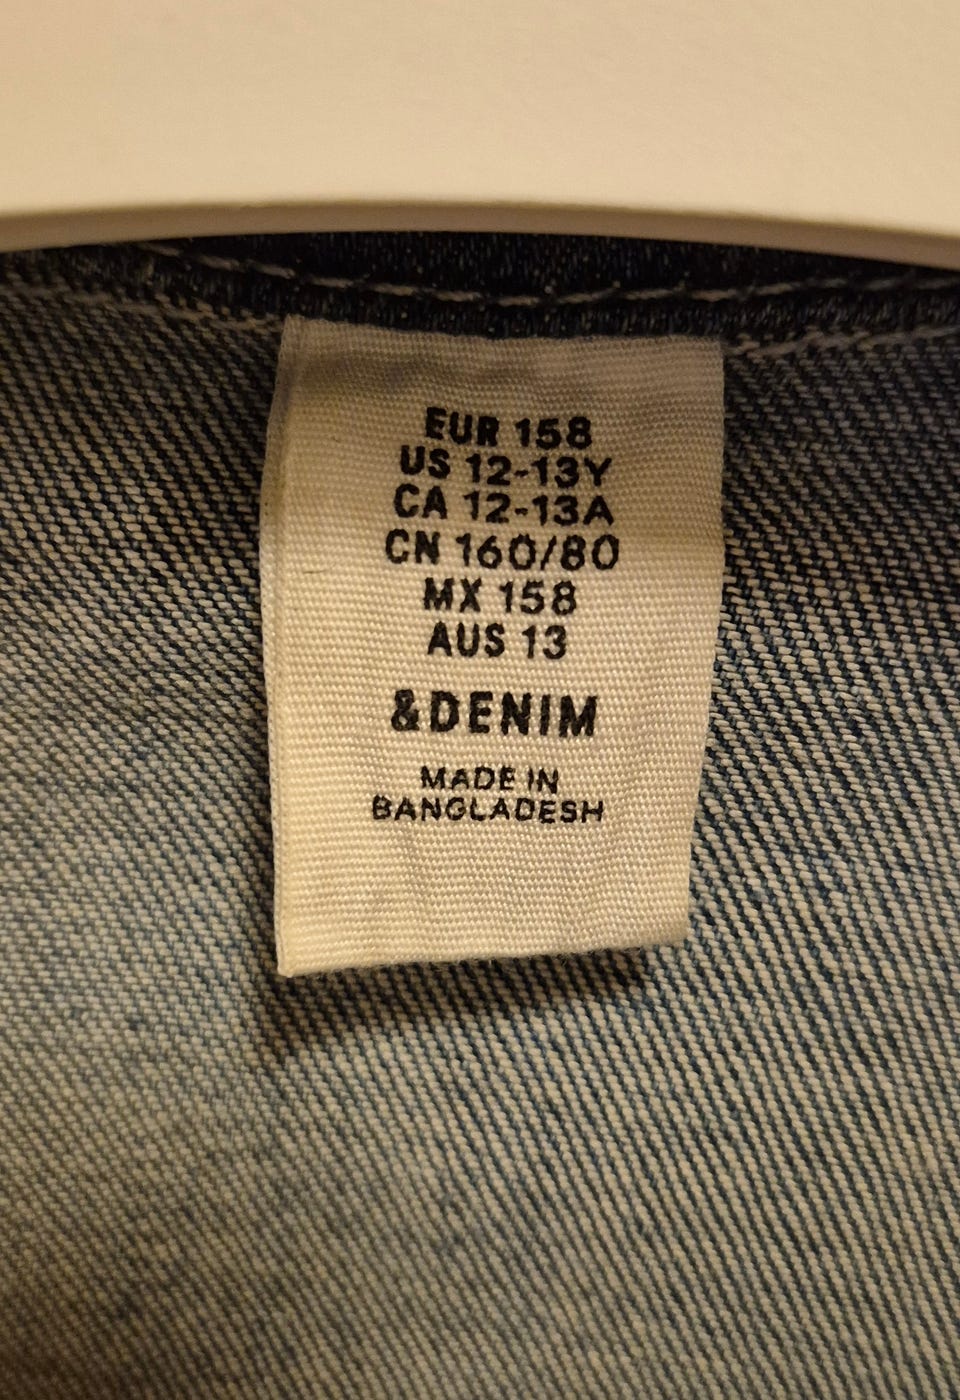 EUR 158
US 12-13Y
CA 12-13A
CN 160/80
MX 158
AUS 13
&DENIM
MADE IN
BANGLADESH